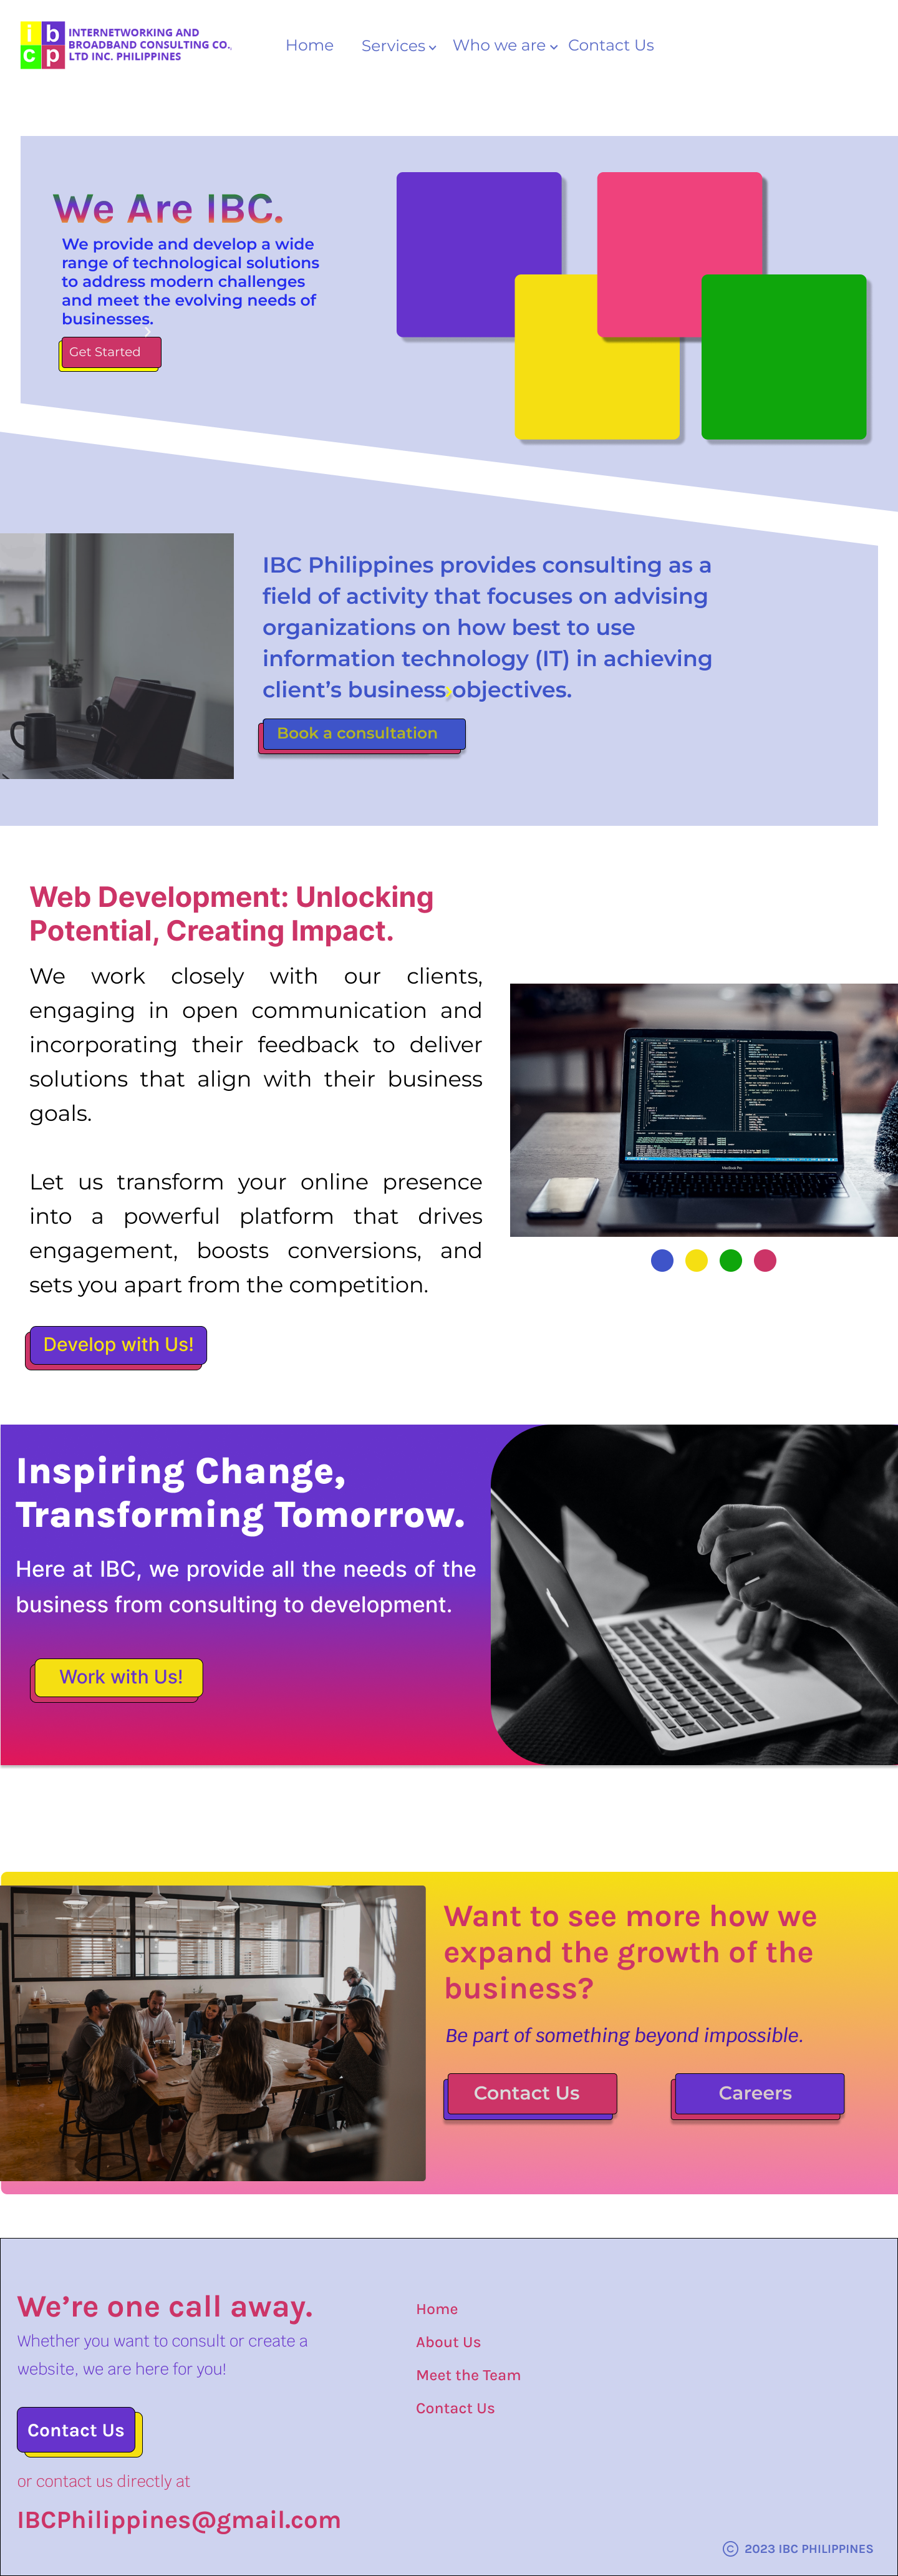 ib
cp
INTERNETWORKING AND
BROADBAND CONSULTING CO.,
LTD INC. PHILIPPINES
Home
Services
Who we are
Contact Us
We Are IBC.
We provide and develop a wide
range of technological solutions
to address modern challenges
and meet the evolving needs of
businesses.
Get Started
IBC Philippines provides consulting as a
field of activity that focuses on advising
organizations on how best to use
information technology (IT) in achieving
client’s business objectives.
Book a consultation
Web Development: Unlocking
Potential, Creating Impact.
We work closely with our clients,
engaging in open communication and
incorporating their feedback to deliver
solutions that align with their business
goals.
Let us transform your online presence
into a powerful platform that drives
engagement, boosts conversions, and
sets you apart from the competition.
Develop with Us!
MacBook Pro
Inspiring Change,
Transforming Tomorrow.
Here at IBC, we provide all the needs of the
business from consulting to development.
Work with Us!
Want to see more how we
expand the growth of the
business?
Be part of something beyond impossible.
Contact Us
Careers
We’re one call away.
Whether you want to consult or create a
website, we are here for you!
Contact Us
or contact us directly at
IBCPhilippines@gmail.com
Home
About Us
Meet the Team
Contact Us
© 2023 IBC PHILIPPINES